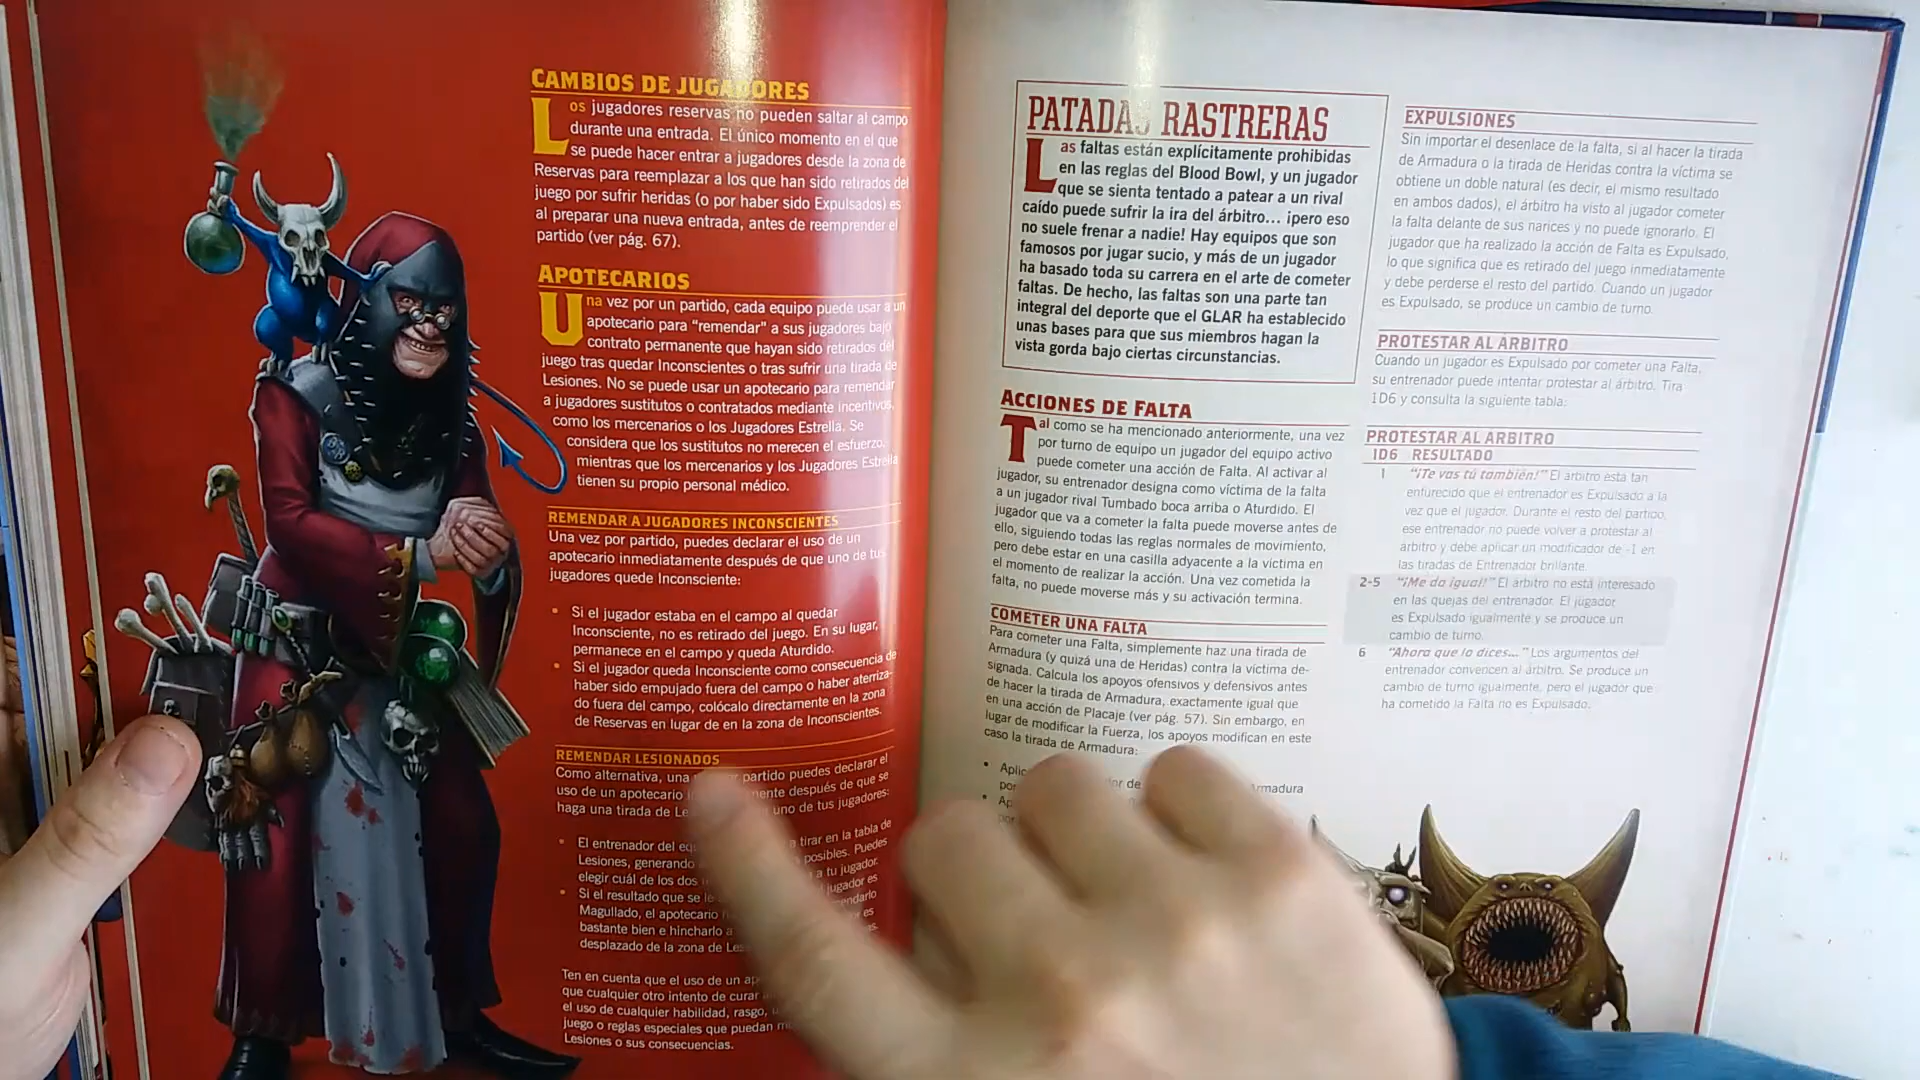 CAMBIOS DE JUGADORES
Los jugadores reservas no pueden saltar al campo
durante una entrada. El único momento en el que
se puede hacer entrar a jugadores desde la zona de
Reservas para reemplazar a los que han sido retirados del
juego por sufrir heridas (o por haber sido Expulsados) es
al preparar una nueva entrada, antes de reemprender el
partido (ver pág. 67).
APOTECARIOS
Una vez por un partido, cada equipo puede usar a un
apotecario para "remendar" a sus jugadores bajo
contrato permanente que hayan sido retirados del
juego tras quedar Inconscientes o tras sufrir una tirada de
Lesiones. No se puede usar un apotecario para remendar
a jugadores sustitutos o contratados mediante Incentivos,
como los mercenarios o los Jugadores Estrella. Se
considera que los sustitutos no merecen el esfuerzo,
mientras que los mercenarios y los Jugadores Estrella
tienen su propio personal médico.
REMENDAR A JUGADORES INCONSCIENTES
Una vez por partido, puedes declarar el uso de un
apotecario inmediatamente después de que uno de tus
jugadores quede Inconsciente:
• Si el jugador estaba en el campo al quedar
Inconsciente, no es retirado del juego. En su lugar,
permanece en el campo y queda Aturdido.
• Si el jugador queda Inconsciente como consecuencia de
haber sido empujado fuera del campo o haber aterriza-
do fuera del campo, colócalo directamente en la zona
de Reservas en lugar de en la zona de Inconscientes.
REMENDAR LESIONADOS
Como alternativa, una partido puedes declarar el
uso de un apotecario después de que se
haga una tirada de uno de tus jugadores:
• El entrenador del a tirar en la tabla de
Lesiones, generando posibles. Puedes
elegir cuál de los dos a tu jugador.
• Si el resultado que se jugador es
Magullado, el apotecario
bastante bien e hincharlo a es
desplazado de la zona de
Ten en cuenta que el uso de un
que cualquier otro intento de curar
el uso de cualquier habilidad, rasgo,
juego o reglas especiales que puedan
Lesiones o sus consecuencias.
PATADAS RASTRERAS
Las faltas están explícitamente prohibidas
en las reglas del Blood Bowl, y un jugador
que se sienta tentado a patear a un rival
caído puede sufrir la ira del árbitro... ¡pero eso
no suele frenar a nadie! Hay equipos que son
famosos por jugar sucio, y más de un jugador
ha basado toda su carrera en el arte de cometer
faltas. De hecho, las faltas son una parte tan
integral del deporte que el GLAR ha establecido
unas bases para que sus miembros hagan la
vista gorda bajo ciertas circunstancias.
ACCIONES DE FALTA
Tal como se ha mencionado anteriormente, una vez
por turno de equipo un jugador del equipo activo
puede cometer una acción de Falta. Al activar al
jugador, su entrenador designa como víctima de la falta
a un jugador rival Tumbado boca arriba o Aturdido. El
jugador que va a cometer la falta puede moverse antes de
ello, siguiendo todas las reglas normales de movimiento,
pero debe estar en una casilla adyacente a la víctima en
el momento de realizar la acción. Una vez cometida la
falta, no puede moverse más y su activación termina.
COMETER UNA FALTA
Para cometer una Falta, simplemente haz una tirada de
Armadura (y quizá una de Heridas) contra la víctima de-
signada. Calcula los apoyos ofensivos y defensivos antes
de hacer la tirada de Armadura, exactamente igual que
en una acción de Placaje (ver pág. 57). Sin embargo, en
lugar de modificar la Fuerza, los apoyos modifican en este
caso la tirada de Armadura:
EXPULSIONES
Sin importar el desenlace de la falta, si al hacer la tirada
de Armadura o la tirada de Heridas contra la víctima se
obtiene un doble natural (es decir, el mismo resultado
en ambos dados), el árbitro ha visto al jugador cometer
la falta delante de sus narices y no puede ignorarlo. El
jugador que ha realizado la acción de Falta es Expulsado,
lo que significa que es retirado del juego inmediatamente
y debe perderse el resto del partido. Cuando un jugador
es Expulsado, se produce un cambio de turno.
PROTESTAR AL ÁRBITRO
Cuando un jugador es Expulsado por cometer una Falta,
su entrenador puede intentar protestar al árbitro. Tira
1D6 y consulta la siguiente tabla:
PROTESTAR AL ÁRBITRO
1D6 RESULTADO
1 "¡Te vas tú también!" El árbitro está tan
enfurecido que el entrenador es Expulsado a la
vez que el jugador. Durante el resto del partido,
ese entrenador no puede volver a protestar al
árbitro y debe aplicar un modificador de -1 en
las tiradas de Entrenador brillante.
2-5 "¡Me da igual!" El árbitro no está interesado
en las quejas del entrenador. El jugador
es Expulsado igualmente y se produce un
cambio de turno.
6 "Ahora que lo dices..." Los argumentos del
entrenador convencen al árbitro. Se produce un
cambio de turno igualmente, pero el jugador que
ha cometido la Falta no es Expulsado.